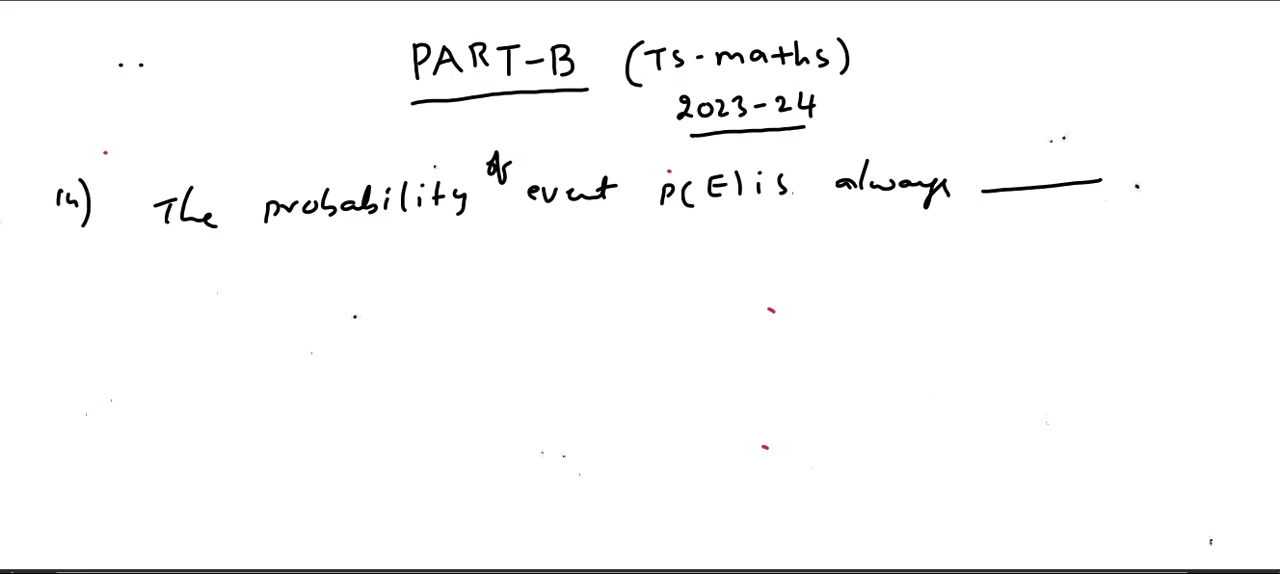 PART-B (TS-maths)
2023-24
14) The probability of event P(E) is always ______ .